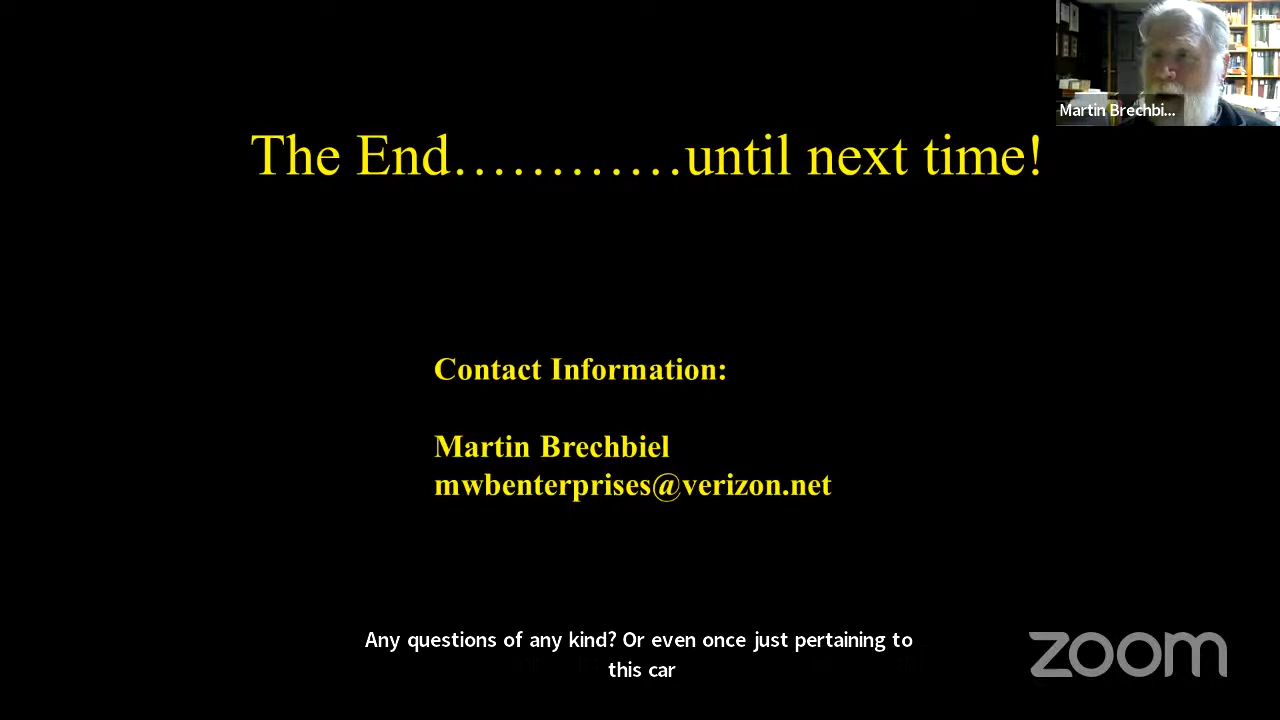 Martin Brechbi...
The End…………until next time!
Contact Information:
Martin Brechbiel
mwbenterprises@verizon.net
Any questions of any kind? Or even once just pertaining to
this car
zoom